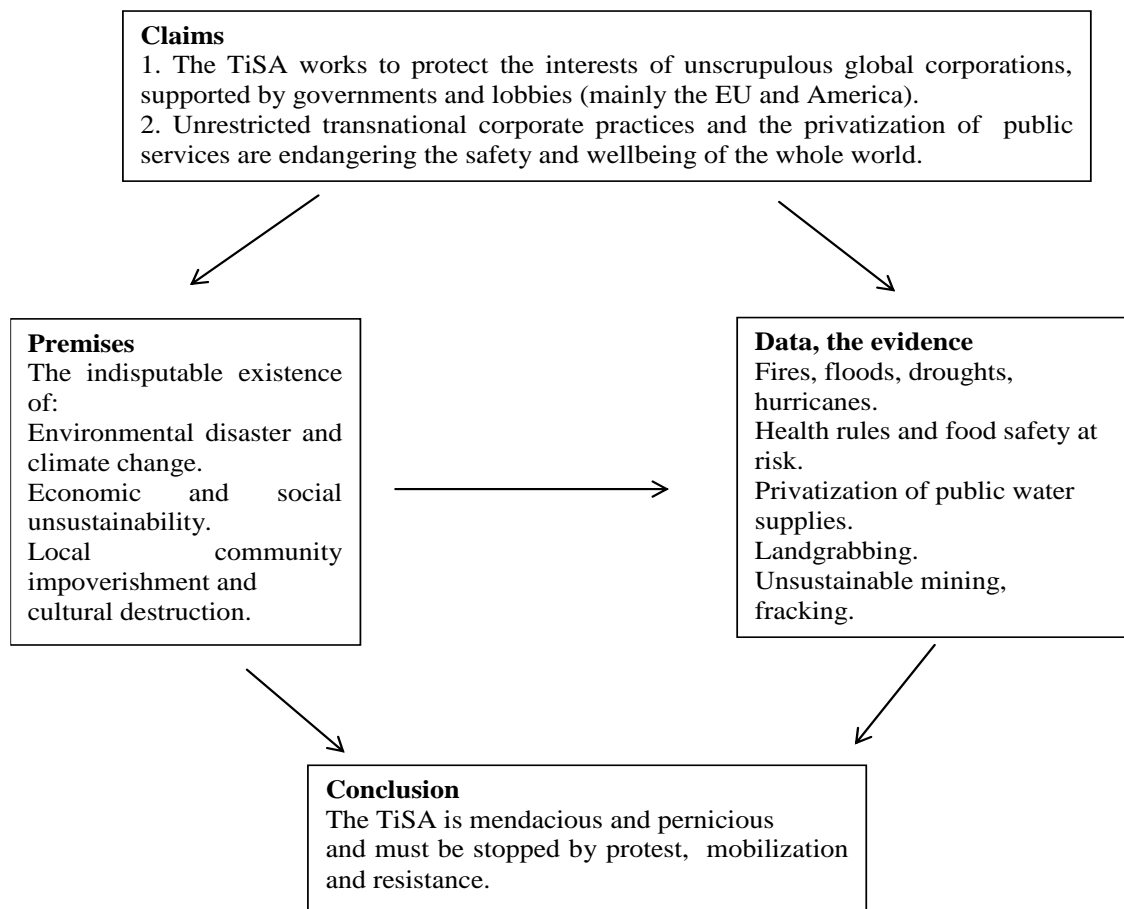 Claims
1. The TiSA works to protect the interests of unscrupulous global corporations,
supported by governments and lobbies (mainly the EU and America).
2. Unrestricted transnational corporate practices and the privatization of public
services are endangering the safety and wellbeing of the whole world.
Premises
The indisputable existence
of:
Environmental disaster and
climate change.
Economic and social
unsustainability.
Local community
impoverishment and
cultural destruction.
Data, the evidence
Fires, floods, droughts,
hurricanes.
Health rules and food safety at
risk.
Privatization of public water
supplies.
Landgrabbing.
Unsustainable mining,
fracking.
Conclusion
The TiSA is mendacious and pernicious
and must be stopped by protest, mobilization
and resistance.